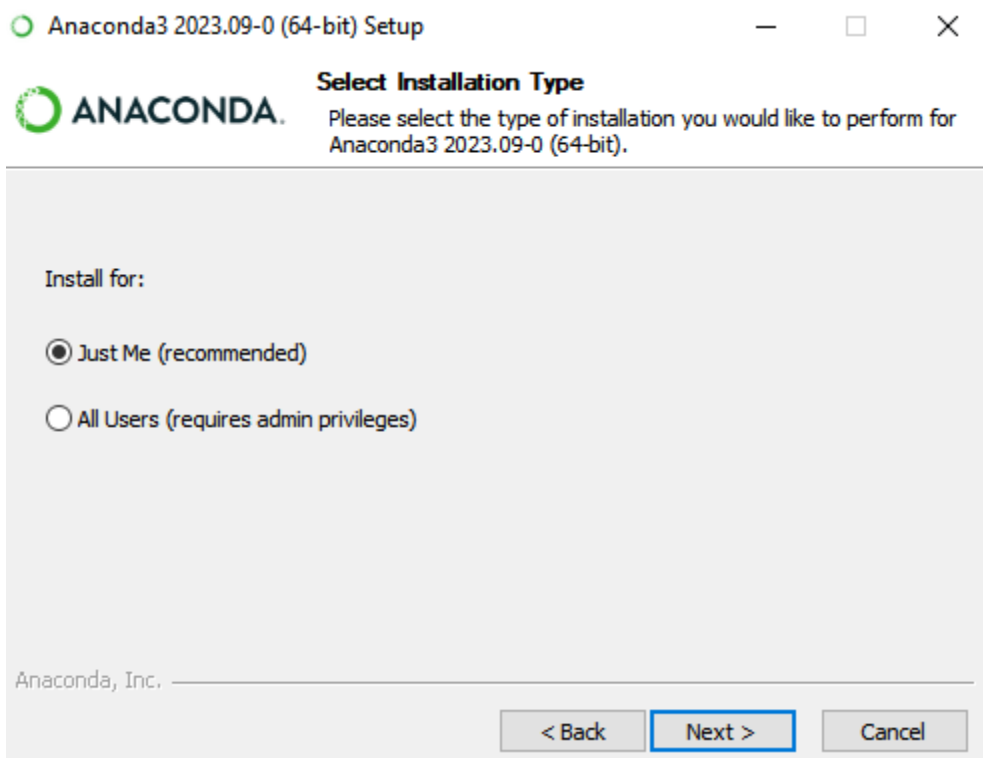 Anaconda3 2023.09-0 (64-bit) Setup
ANACONDA.
Select Installation Type
Please select the type of installation you would like to perform for
Anaconda3 2023.09-0 (64-bit).
Install for:
Just Me (recommended)
All Users (requires admin privileges)
Anaconda, Inc.
< Back Next > Cancel